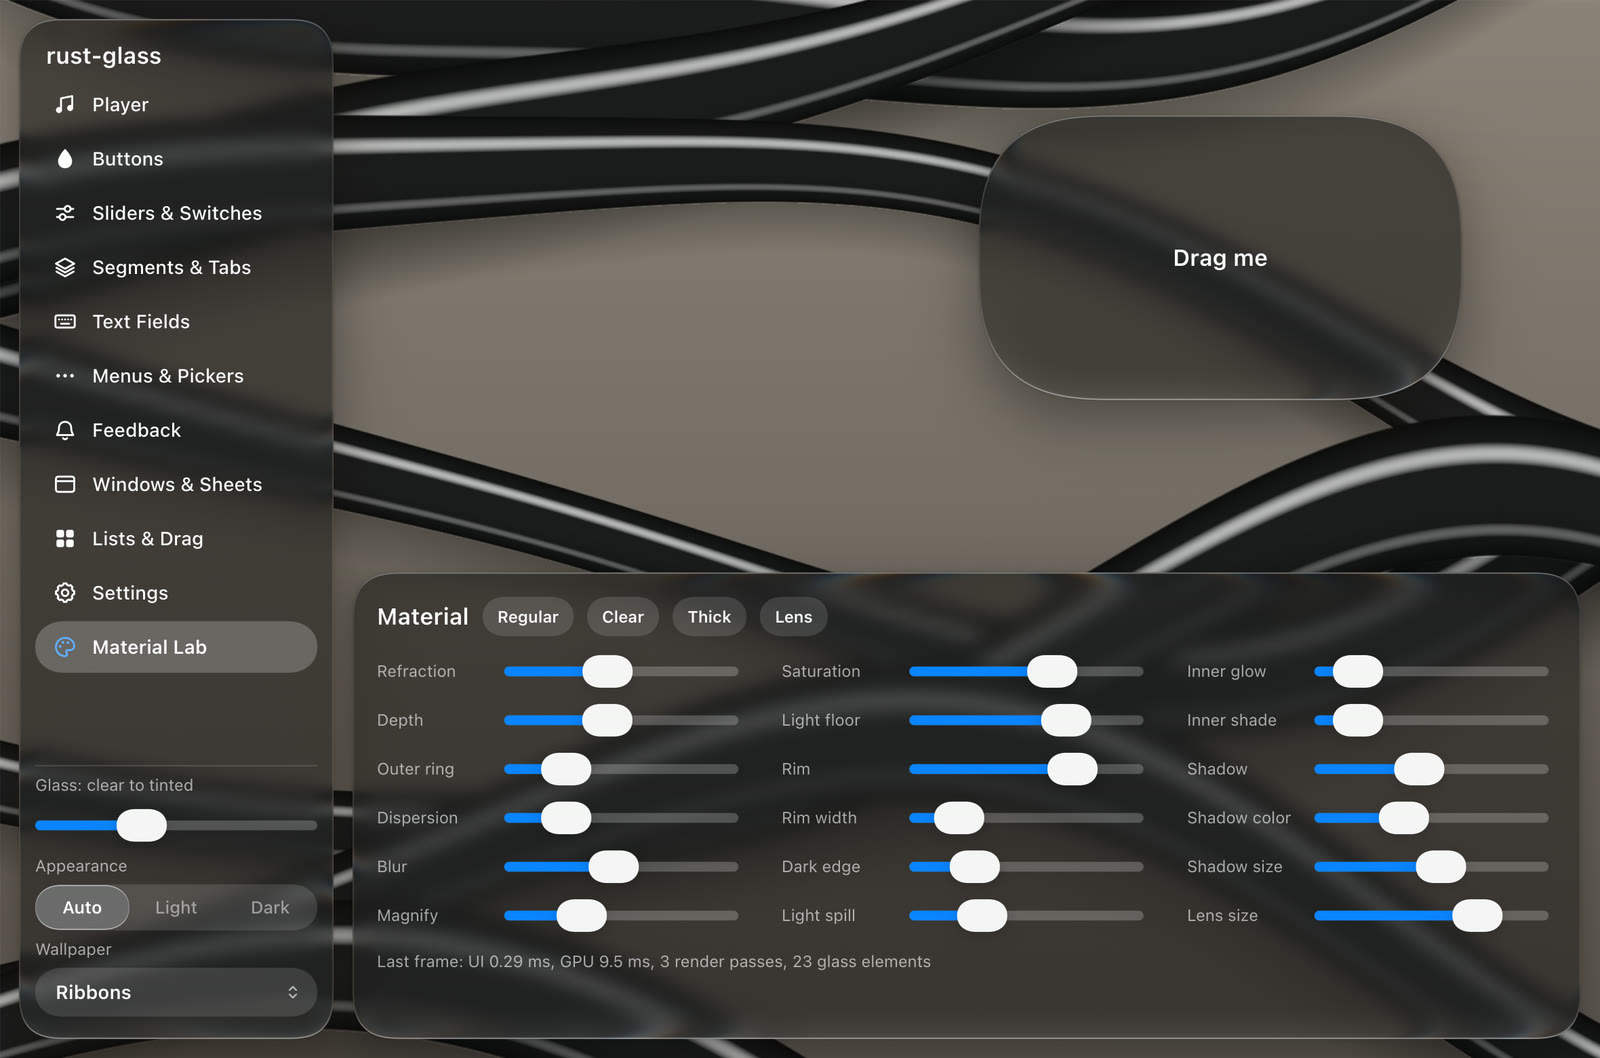 rust-glass
Player
Buttons
Sliders & Switches
Segments & Tabs
Text Fields
Menus & Pickers
Feedback
Windows & Sheets
Lists & Drag
Settings
Material Lab
Glass: clear to tinted
Appearance
Auto Light Dark
Wallpaper
Ribbons
Drag me
Material Regular Clear Thick Lens
Refraction Saturation Inner glow
Depth Light floor Inner shade
Outer ring Rim Shadow
Dispersion Rim width Shadow color
Blur Dark edge Shadow size
Magnify Light spill Lens size
Last frame: UI 0.29 ms, GPU 9.5 ms, 3 render passes, 23 glass elements